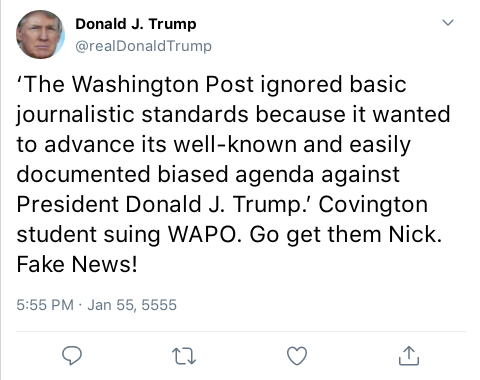 Donald J. Trump
@realDonaldTrump
‘The Washington Post ignored basic
journalistic standards because it wanted
to advance its well-known and easily
documented biased agenda against
President Donald J. Trump.’ Covington
student suing WAPO. Go get them Nick.
Fake News!
5:55 PM · Jan 55, 5555